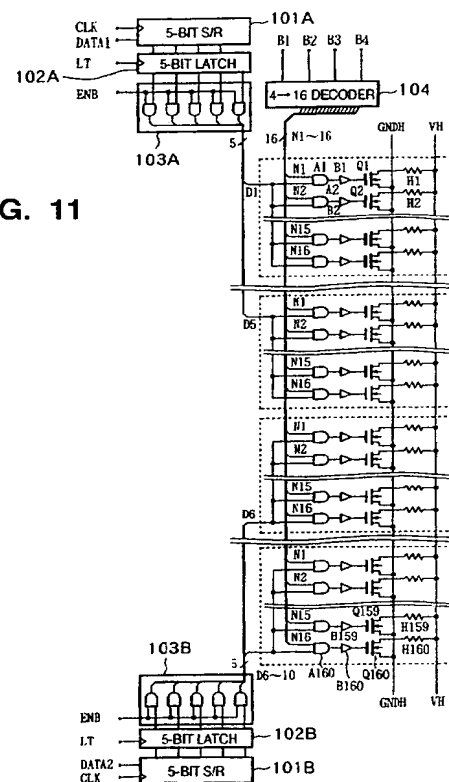 101A
CLK
DATA1
5-BIT S/R
B1 B2 B3 B4
LT
5-BIT LATCH
102A
4→16 DECODER
104
ENB
GNDH VH
103A
5
16
N1~16
D1
N1 A1 B1 Q1
H1
N2 A2 Q2
B2
H2
N15
N16
FIG. 11
N1
D5
N2
N15
N16
N1
N2
N15
D6
N16
N1
N2
Q159
N15
B159
H159
N16
H160
103B
5
A160
B160
Q160
D6~10
ENB
GNDH VH
LT
5-BIT LATCH
102B
DATA2
CLK
5-BIT S/R
101B